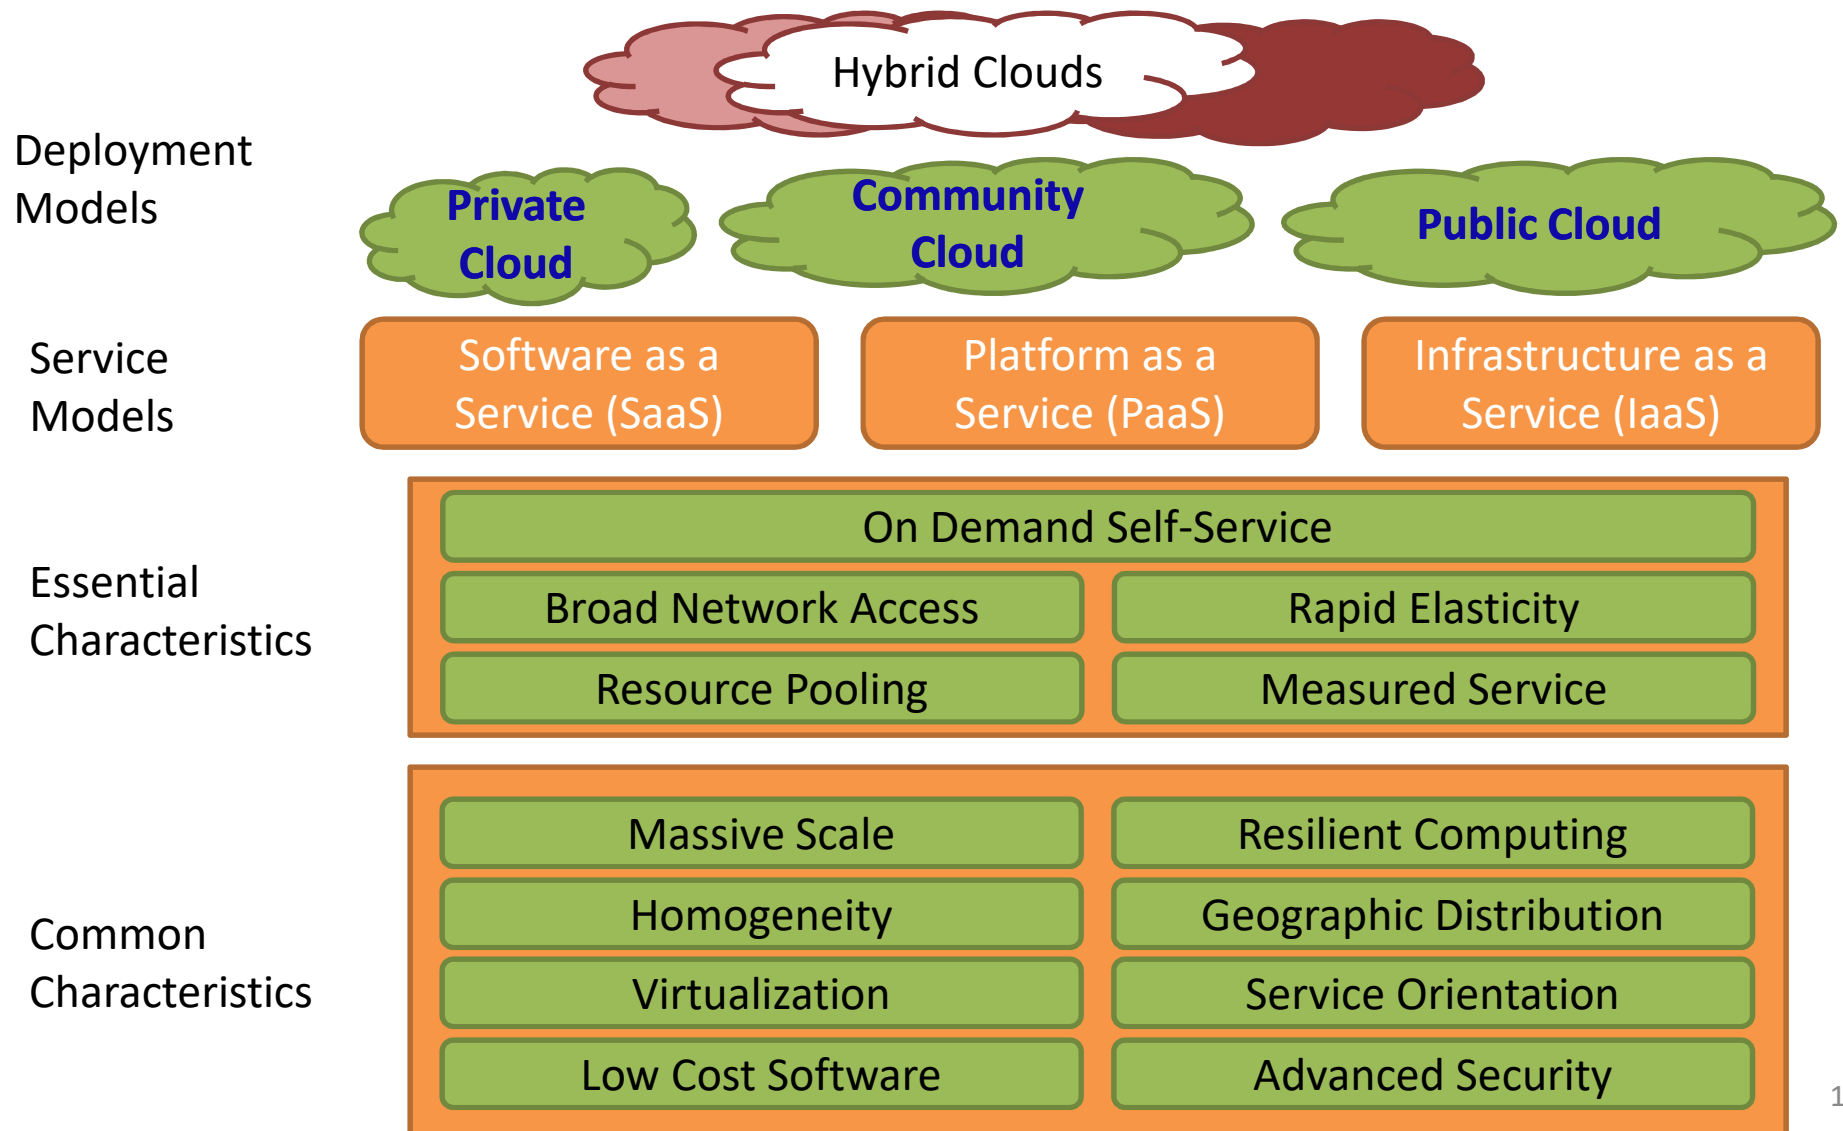 Hybrid Clouds
Deployment
Models
Private
Cloud
Community
Cloud
Public Cloud
Service
Models
Software as a
Service (SaaS)
Platform as a
Service (PaaS)
Infrastructure as a
Service (IaaS)
Essential
Characteristics
On Demand Self-Service
Broad Network Access
Rapid Elasticity
Resource Pooling
Measured Service
Common
Characteristics
Massive Scale
Resilient Computing
Homogeneity
Geographic Distribution
Virtualization
Service Orientation
Low Cost Software
Advanced Security
1